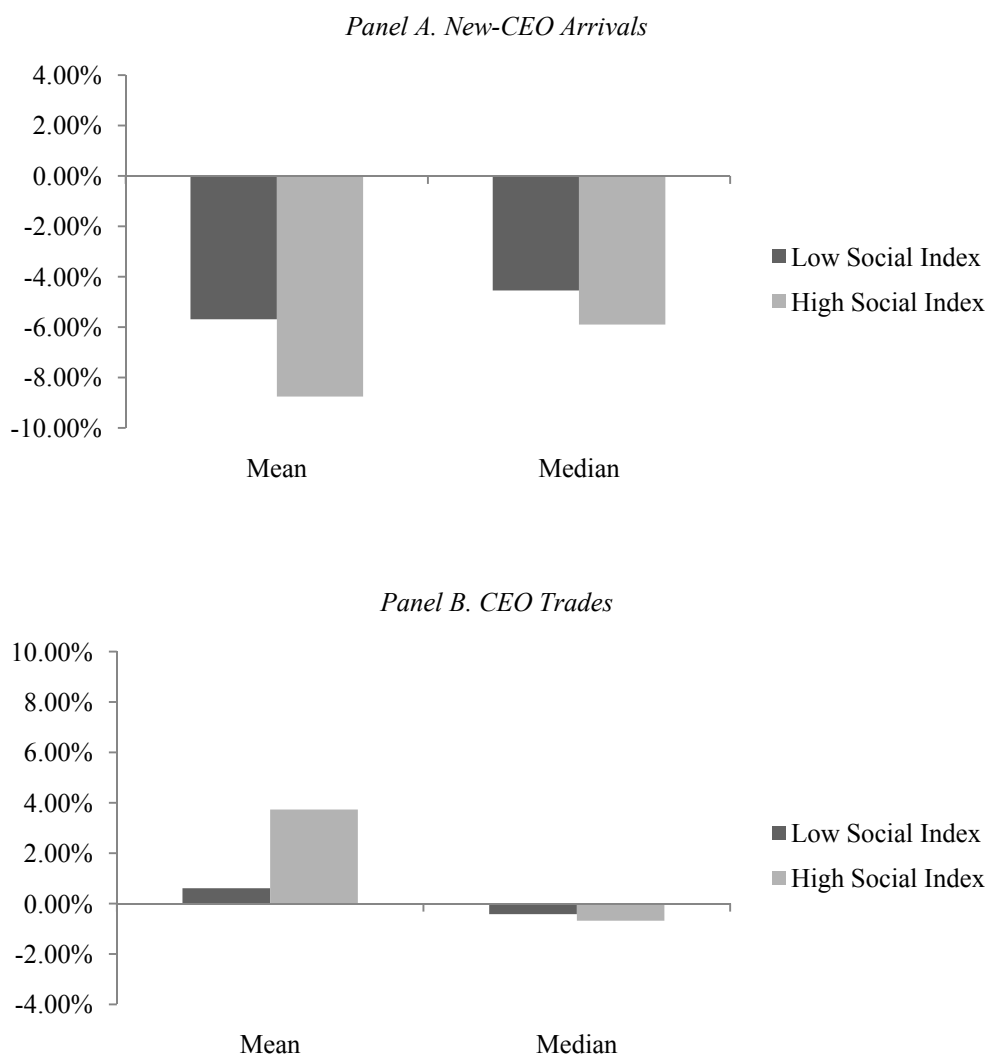 Panel A. New-CEO Arrivals
4.00%
2.00%
0.00%
-2.00%
-4.00%
-6.00%
-8.00%
-10.00%
Mean
Median
Low Social Index
High Social Index
Panel B. CEO Trades
10.00%
8.00%
6.00%
4.00%
2.00%
0.00%
-2.00%
-4.00%
Mean
Median
Low Social Index
High Social Index